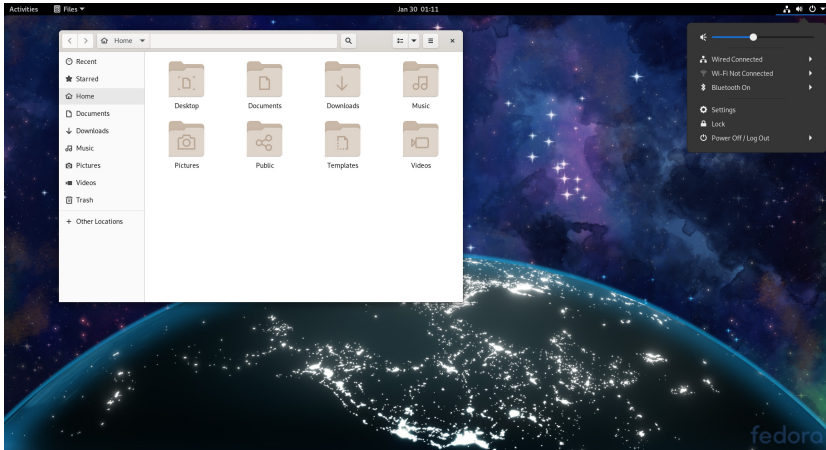 Activities Files Jan 30 01:11
Home
Recent
Starred
Home
Documents
Downloads
Music
Pictures
Videos
Trash
+ Other Locations
Desktop Documents Downloads Music
Pictures Public Templates Videos
Wired Connected
Wi-Fi Not Connected
Bluetooth On
Settings
Lock
Power Off / Log Out
fedora